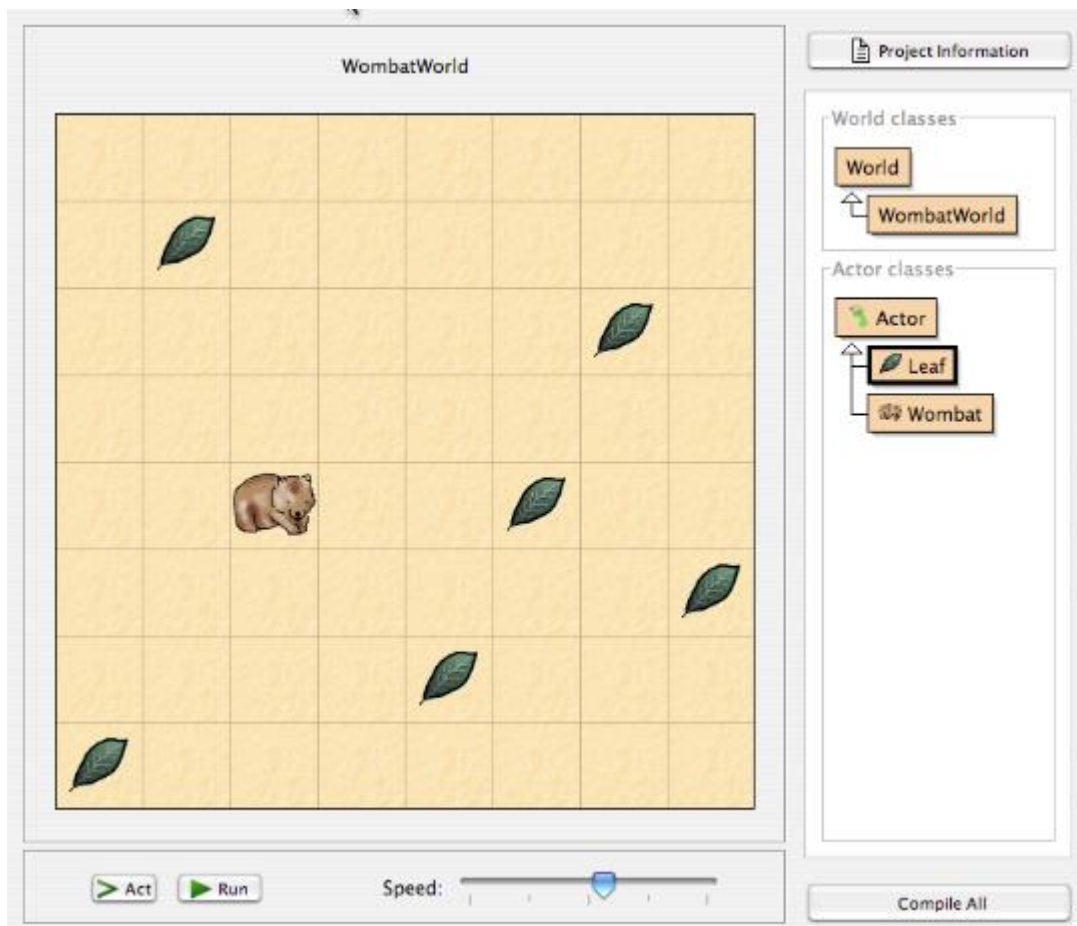 WombatWorld
Project Information
World classes
World
WombatWorld
Actor classes
Actor
Leaf
Wombat
Act
Run
Speed:
Compile All